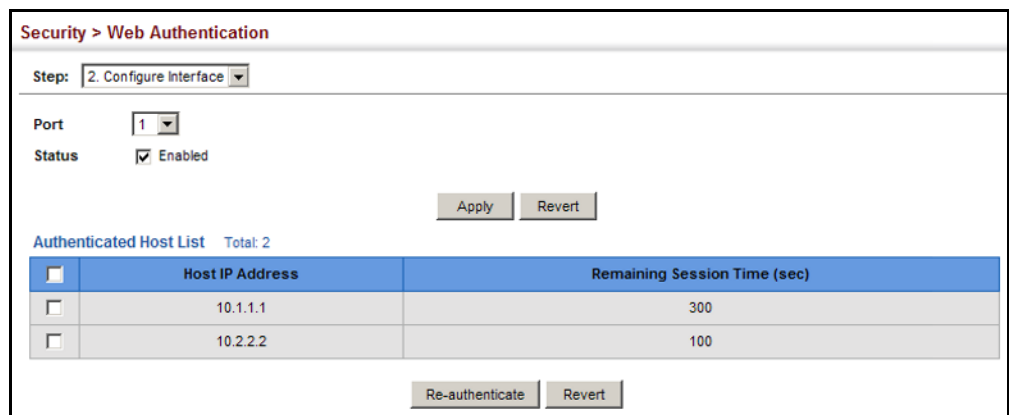 Security > Web Authentication
Step: 2. Configure Interface
Port 1
Status Enabled
Apply Revert
Authenticated Host List Total: 2
Host IP Address Remaining Session Time (sec)
10.1.1.1 300
10.2.2.2 100
Re-authenticate Revert